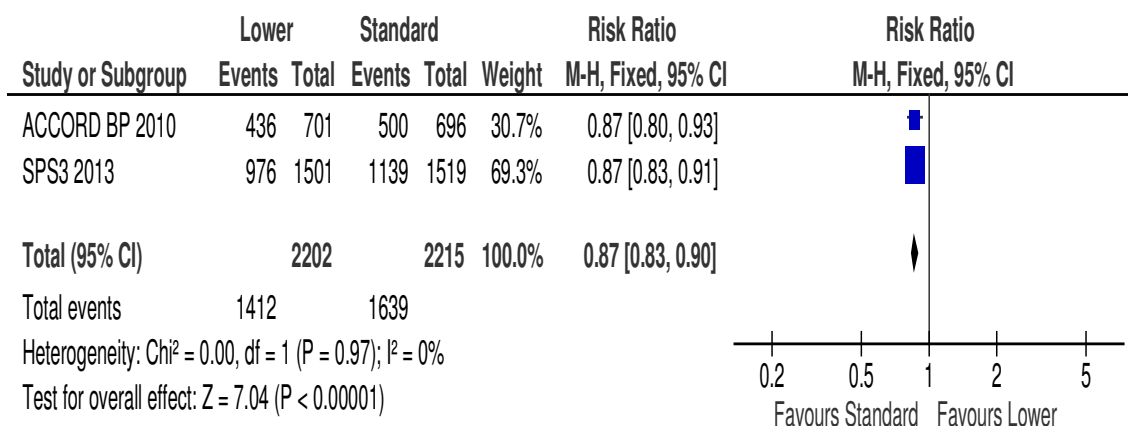 Lower Standard Risk Ratio Risk Ratio
Study or Subgroup Events Total Events Total Weight M-H, Fixed, 95% CI M-H, Fixed, 95% CI
ACCORD BP 2010 436 701 500 696 30.7% 0.87 [0.80, 0.93]
SPS3 2013 976 1501 1139 1519 69.3% 0.87 [0.83, 0.91]
Total (95% CI) 2202 2215 100.0% 0.87 [0.83, 0.90]
Total events 1412 1639
Heterogeneity: Chi² = 0.00, df = 1 (P = 0.97); I² = 0%
Test for overall effect: Z = 7.04 (P < 0.00001)
0.2 0.5 1 2 5
Favours Standard Favours Lower